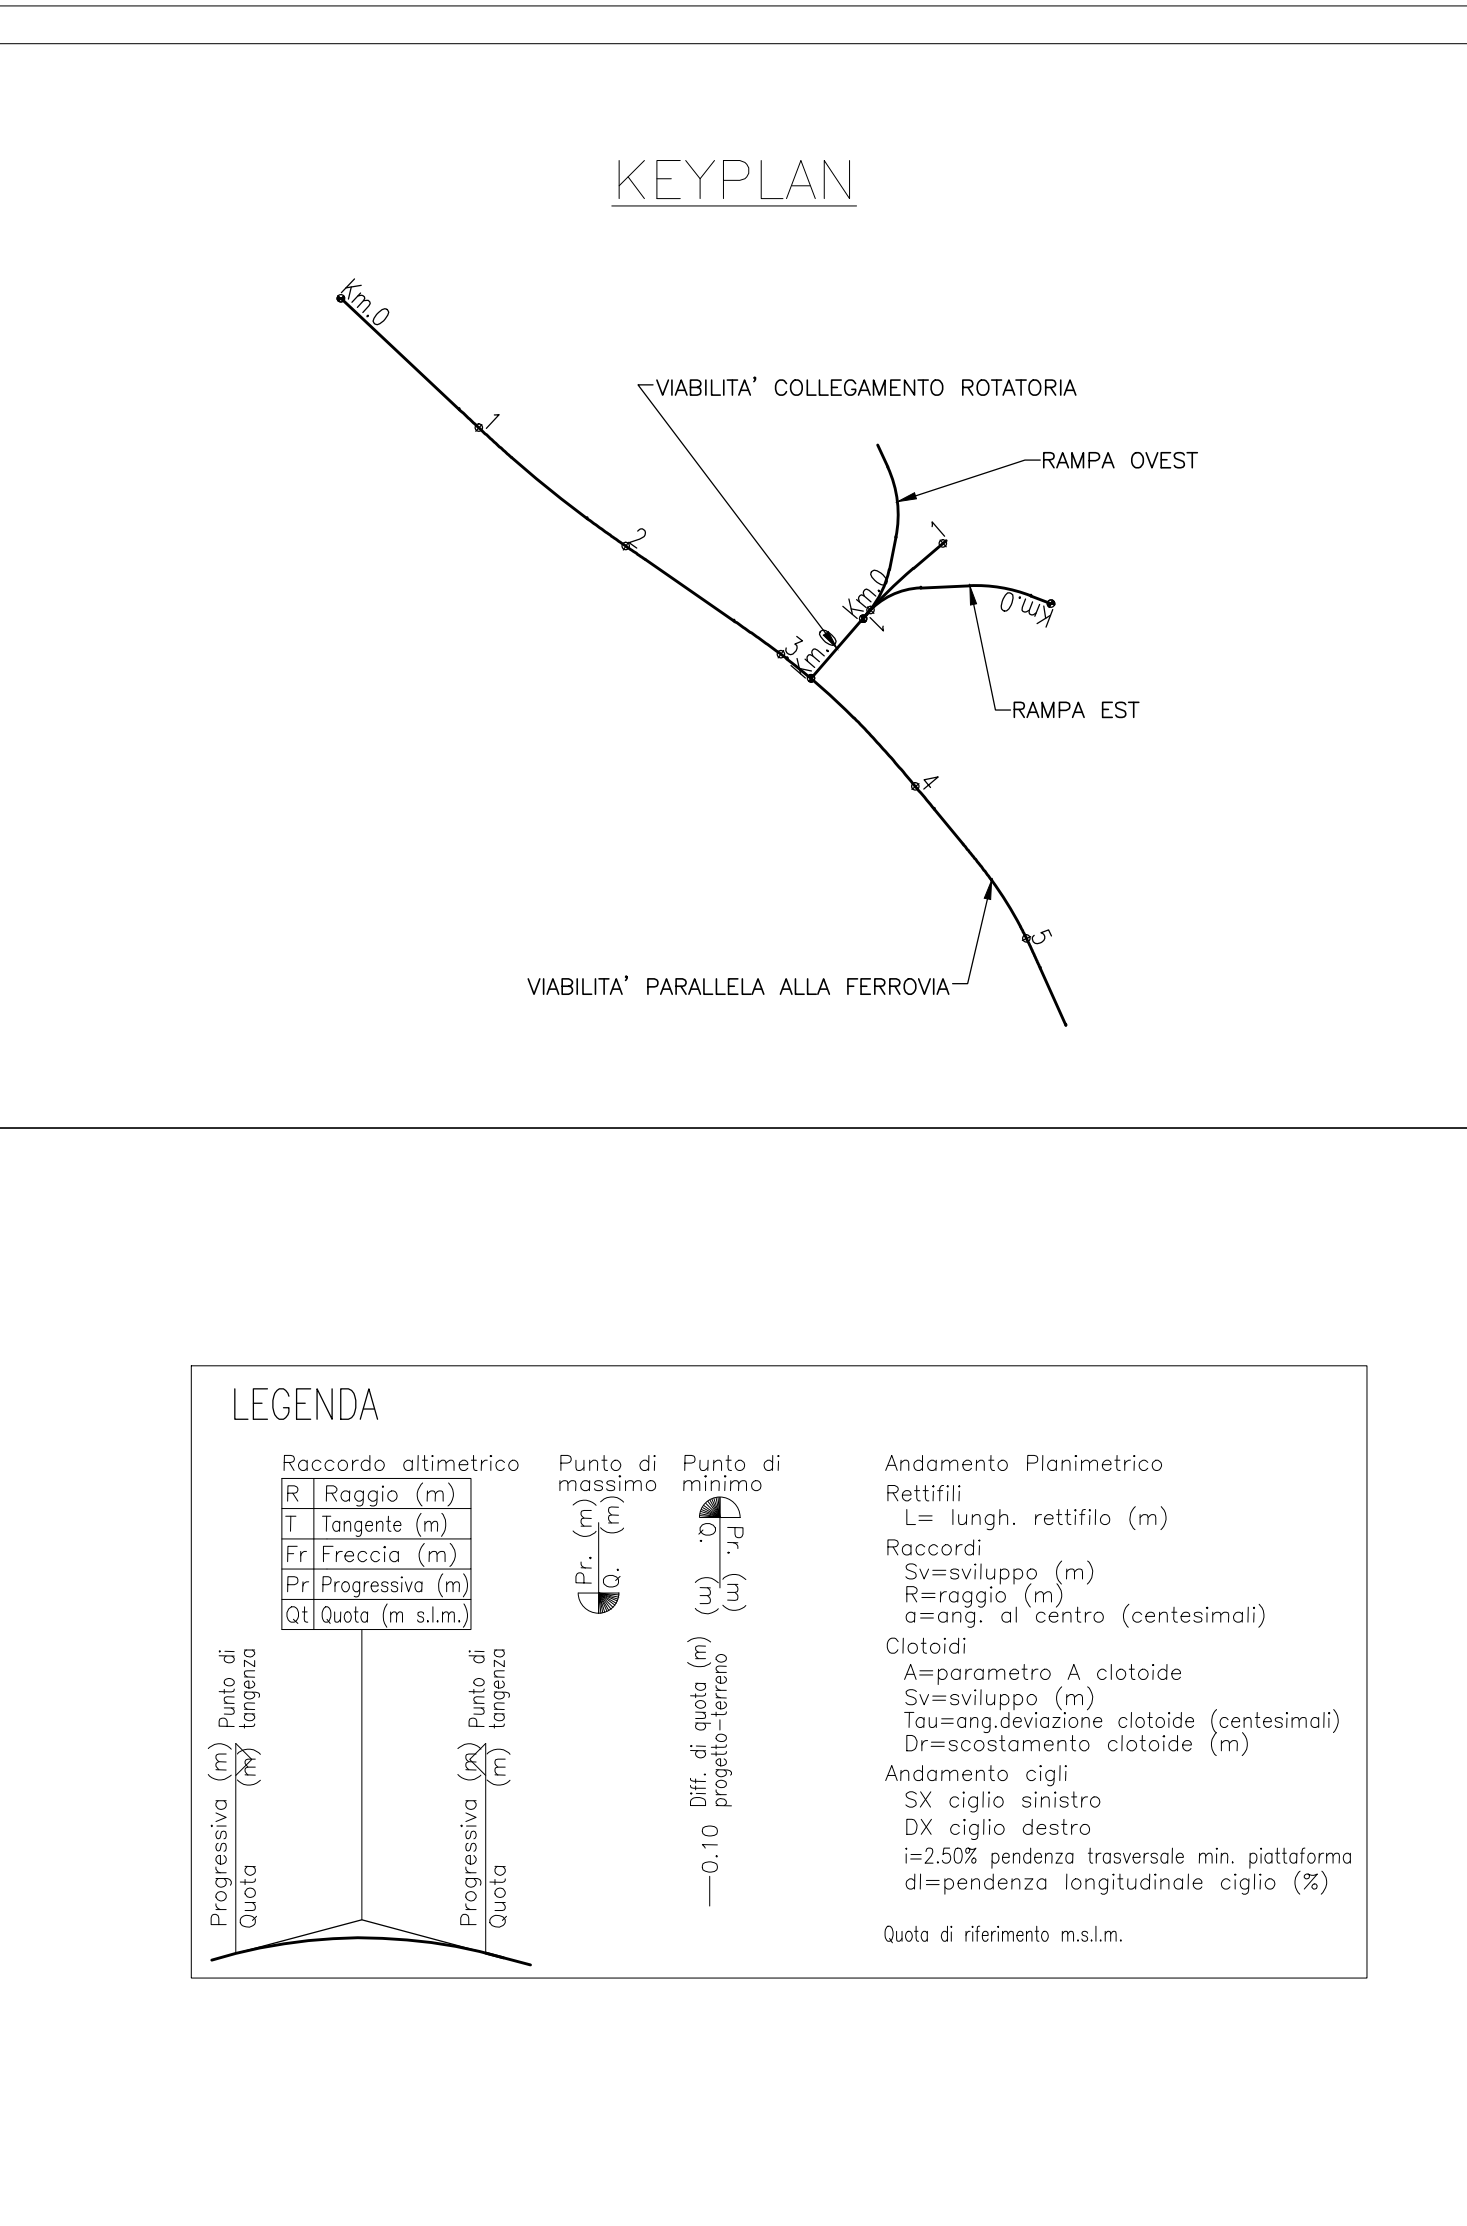 KEYPLAN
Km.0
1
2
3
4
5
VIABILITA' COLLEGAMENTO ROTATORIA
RAMPA OVEST
1
Km.0
1
Km.0
Km.0
RAMPA EST
VIABILITA' PARALLELA ALLA FERROVIA
LEGENDA
Raccordo altimetrico
R Raggio (m)
T Tangente (m)
Fr Freccia (m)
Pr Progressiva (m)
Qt Quota (m s.l.m.)
Punto di
tangenza
Progressiva (m)
Quota (m)
Punto di
tangenza
Progressiva (m)
Quota (m)
Punto di
massimo
Pr. (m)
Q. (m)
Punto di
minimo
Pr. (m)
Q. (m)
Diff. di quota (m)
progetto-terreno
0.10
Andamento Planimetrico
Rettifili
L= lungh. rettifilo (m)
Raccordi
Sv=sviluppo (m)
R=raggio (m)
a=ang. al centro (centesimali)
Clotoidi
A=parametro A clotoide
Sv=sviluppo (m)
Tau=ang.deviazione clotoide (centesimali)
Dr=scostamento clotoide (m)
Andamento cigli
SX ciglio sinistro
DX ciglio destro
i=2.50% pendenza trasversale min. piattaforma
dl=pendenza longitudinale ciglio (%)
Quota di riferimento m.s.l.m.